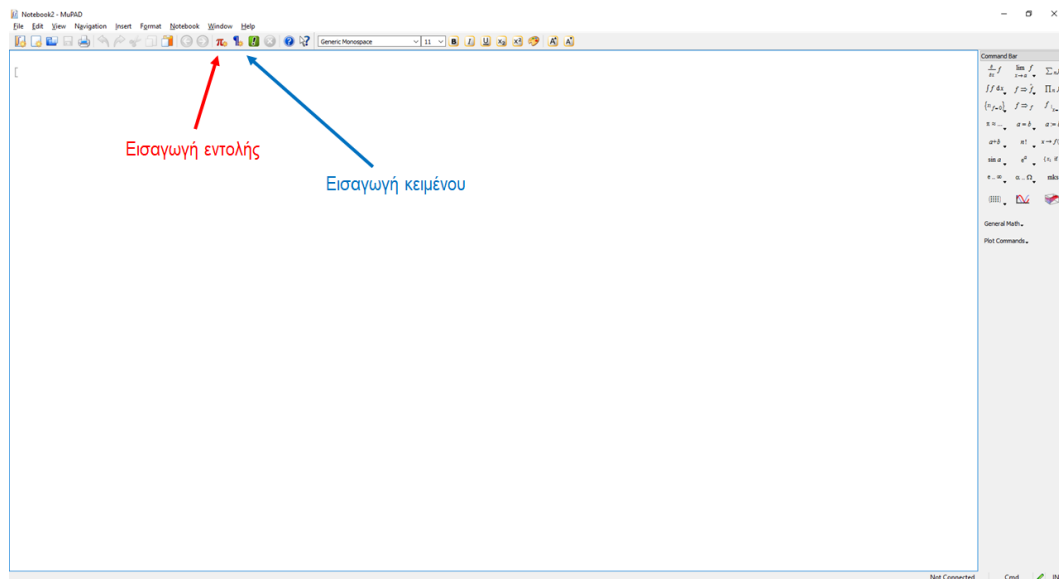 Notebook2 - MuPAD
File Edit View Navigation Insert Format Notebook Window Help
Generic Monospace 11 B I U
Command Bar
Εισαγωγή εντολής
Εισαγωγή κειμένου
General Math
Plot Commands
Not Connected Cmd IN